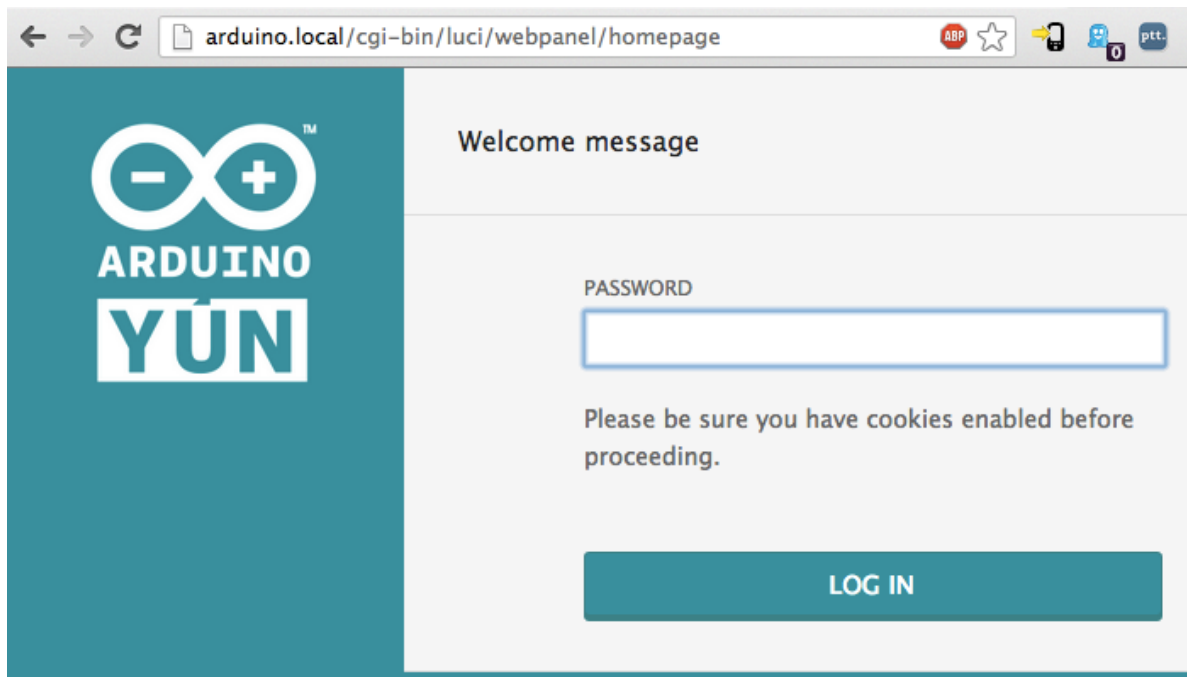 arduino.local/cgi-bin/luci/webpanel/homepage
ABP
0
ptt.
TM
ARDUINO
YÚN
Welcome message
PASSWORD
Please be sure you have cookies enabled before
proceeding.
LOG IN